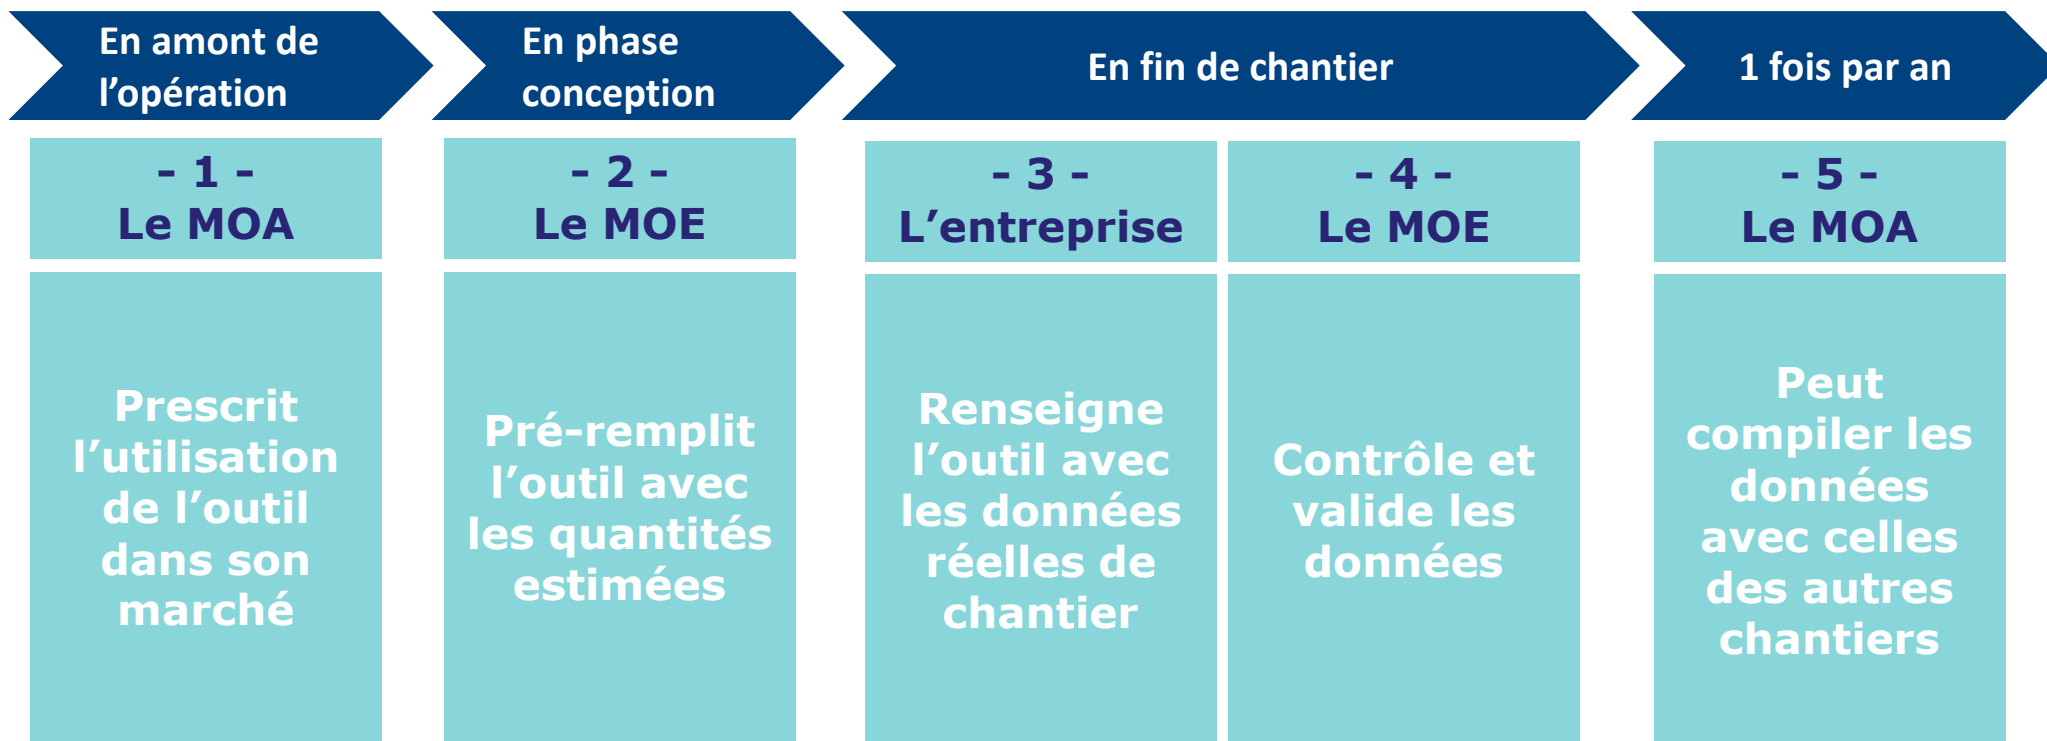 En amont de
l’opération
En phase
conception
En fin de chantier
1 fois par an
- 1 -
Le MOA
- 2 -
Le MOE
- 3 -
L’entreprise
- 4 -
Le MOE
- 5 -
Le MOA
Prescrit
l’utilisation
de l’outil
dans son
marché
Pré-remplit
l’outil avec
les quantités
estimées
Renseigne
l’outil avec
les données
réelles de
chantier
Contrôle et
valide les
données
Peut
compiler les
données
avec celles
des autres
chantiers